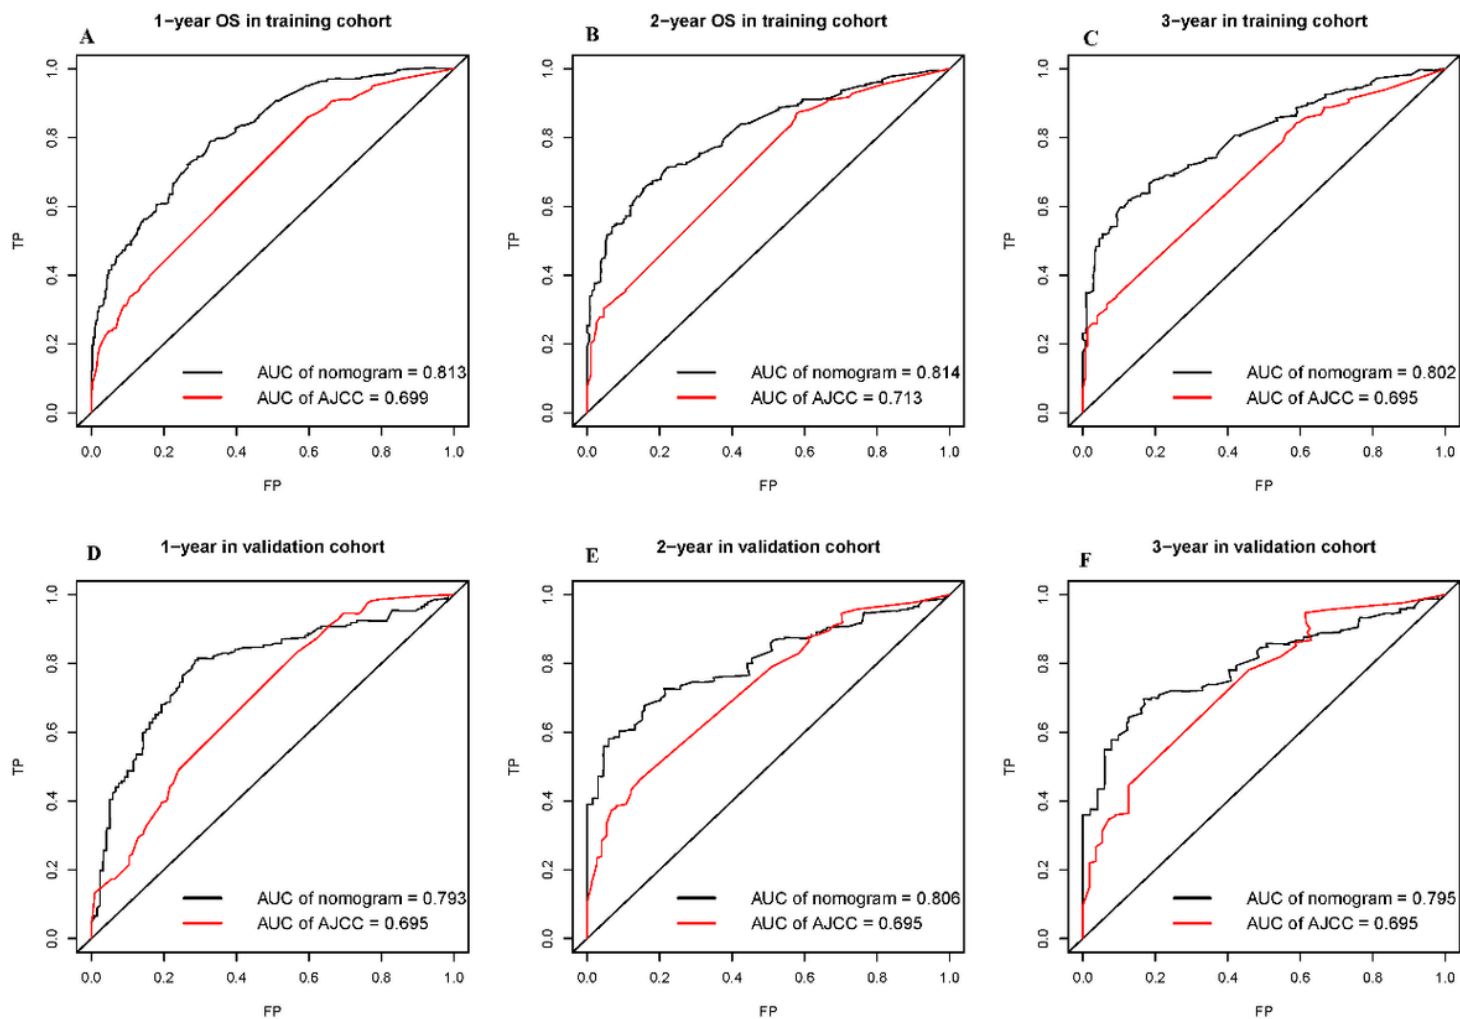 A 1-year OS in training cohort
1.0
0.8
0.6
0.4
0.2
0.0
TP
AUC of nomogram = 0.813
AUC of AJCC = 0.699
0.0 0.2 0.4 0.6 0.8 1.0
FP
B 2-year OS in training cohort
1.0
0.8
0.6
0.4
0.2
0.0
TP
AUC of nomogram = 0.814
AUC of AJCC = 0.713
0.0 0.2 0.4 0.6 0.8 1.0
FP
C 3-year in training cohort
1.0
0.8
0.6
0.4
0.2
0.0
TP
AUC of nomogram = 0.802
AUC of AJCC = 0.695
0.0 0.2 0.4 0.6 0.8 1.0
FP
D 1-year in validation cohort
1.0
0.8
0.6
0.4
0.2
0.0
TP
AUC of nomogram = 0.793
AUC of AJCC = 0.695
0.0 0.2 0.4 0.6 0.8 1.0
FP
E 2-year in validation cohort
1.0
0.8
0.6
0.4
0.2
0.0
TP
AUC of nomogram = 0.806
AUC of AJCC = 0.695
0.0 0.2 0.4 0.6 0.8 1.0
FP
F 3-year in validation cohort
1.0
0.8
0.6
0.4
0.2
0.0
TP
AUC of nomogram = 0.795
AUC of AJCC = 0.695
0.0 0.2 0.4 0.6 0.8 1.0
FP